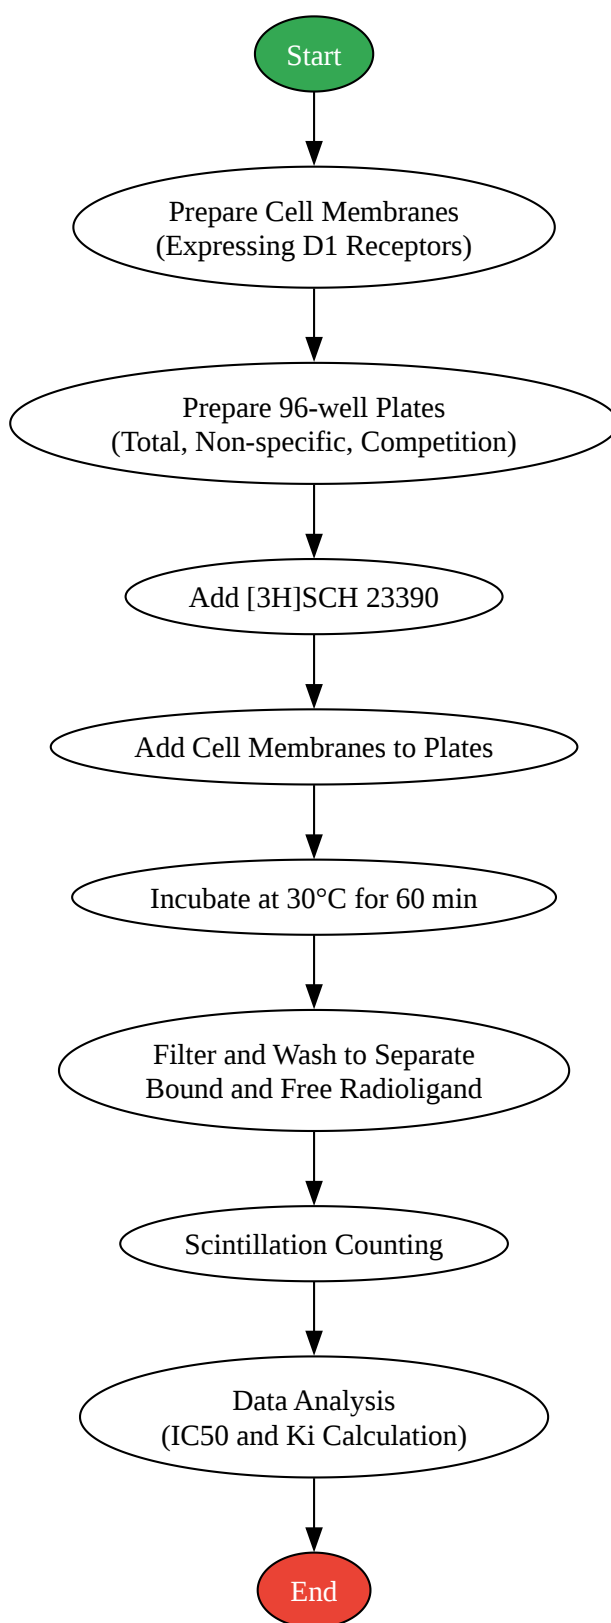 Start
Prepare Cell Membranes
(Expressing D1 Receptors)
Prepare 96-well Plates
(Total, Non-specific, Competition)
Add [3H]SCH 23390
Add Cell Membranes to Plates
Incubate at 30°C for 60 min
Filter and Wash to Separate
Bound and Free Radioligand
Scintillation Counting
Data Analysis
(IC50 and Ki Calculation)
End